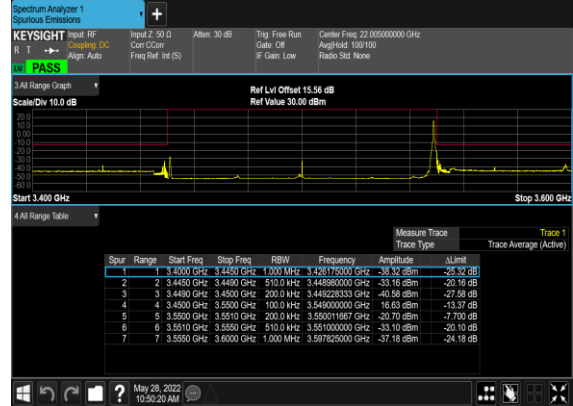 Spectrum Analyzer 1
Spurious Emissions
+
KEYSIGHT Input: RF Input Z: 50 Ω Atten: 30 dB Trig: Free Run Center Freq: 22.005000000 GHz
R T Coupling: DC Corr CCorr Gate: Off Avg|Hold: 100/100
Align: Auto Freq Ref: Int (S) IF Gain: Low Radio Std: None
PASS
3 All Range Graph
Ref Lvl Offset 15.56 dB
Scale/Div 10.0 dB Ref Value 30.00 dBm
20.0
10.0
0.00
-10.0
-20.0
-30.0
-40.0
-50.0
-60.0
Start 3.400 GHz Stop 3.600 GHz
4 All Range Table
Measure Trace Trace 1
Trace Type Trace Average (Active)
Spur Range Start Freq Stop Freq RBW Frequency Amplitude ΔLimit
1 1 3.4000 GHz 3.4450 GHz 1.000 MHz 3.426175000 GHz -38.32 dBm -25.32 dB
2 2 3.4450 GHz 3.4490 GHz 510.0 kHz 3.448980000 GHz -33.16 dBm -20.16 dB
3 3 3.4490 GHz 3.4500 GHz 200.0 kHz 3.449228333 GHz -40.58 dBm -27.58 dB
4 4 3.4500 GHz 3.5500 GHz 100.0 kHz 3.549000000 GHz 16.63 dBm -13.37 dB
5 5 3.5500 GHz 3.5510 GHz 200.0 kHz 3.550011667 GHz -20.70 dBm -7.700 dB
6 6 3.5510 GHz 3.5550 GHz 510.0 kHz 3.551000000 GHz -33.10 dBm -20.10 dB
7 7 3.5550 GHz 3.6000 GHz 1.000 MHz 3.597825000 GHz -37.18 dBm -24.18 dB
? May 28, 2022
10:50:20 AM